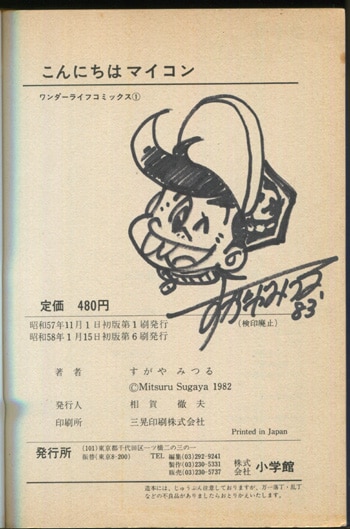 こんにちはマイコン
ワンダーライフコミックス①
すがやみつる
83'
定価 480円
昭和57年11月1日初版第1刷発行
(検印廃止)
昭和58年1月15日初版第6刷発行
著者 すがやみつる
©Mitsuru Sugaya 1982
発行人 相賀徹夫
印刷所 三晃印刷株式会社
Printed in Japan
発行所 (101)東京都千代田区一ツ橋二の三の一
振替(東京8-200) TEL 編集(03)292-9241
製作(03)230-5331
販売(03)230-5731
株式会社 小学館
造本には、じゅうぶん注意しておりますが、万一落丁・乱丁
などの不良品がありましたらおとりかえいたします。